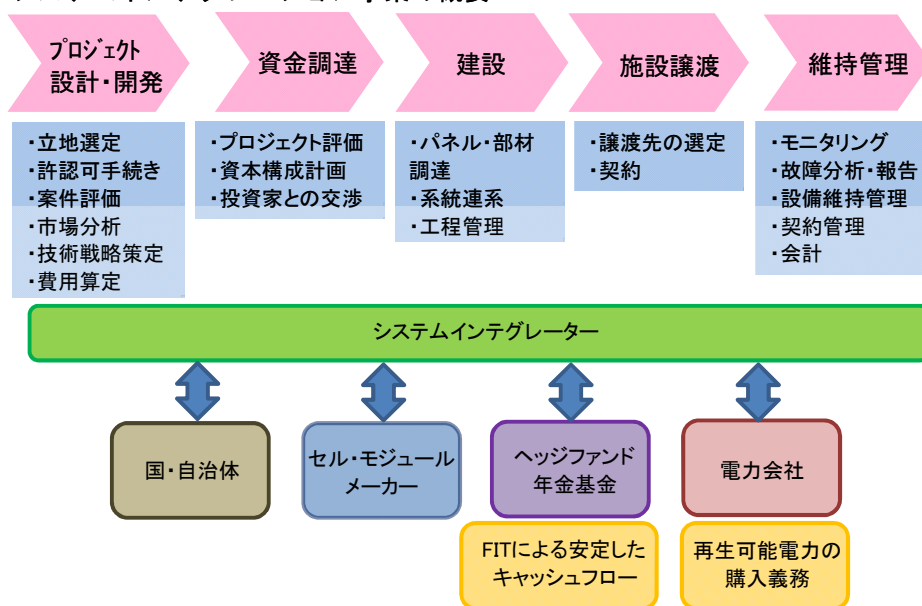 プロジェクト
設計・開発
資金調達
建設
施設譲渡
維持管理
・立地選定
・許認可手続き
・案件評価
・市場分析
・技術戦略策定
・費用算定
・プロジェクト評価
・資本構成計画
・投資家との交渉
・パネル・部材
調達
・系統連系
・工程管理
・譲渡先の選定
・契約
・モニタリング
・故障分析・報告
・設備維持管理
・契約管理
・会計
システムインテグレーター
国・自治体
セル・モジュール
メーカー
ヘッジファンド
年金基金
電力会社
FITによる安定した
キャッシュフロー
再生可能電力の
購入義務